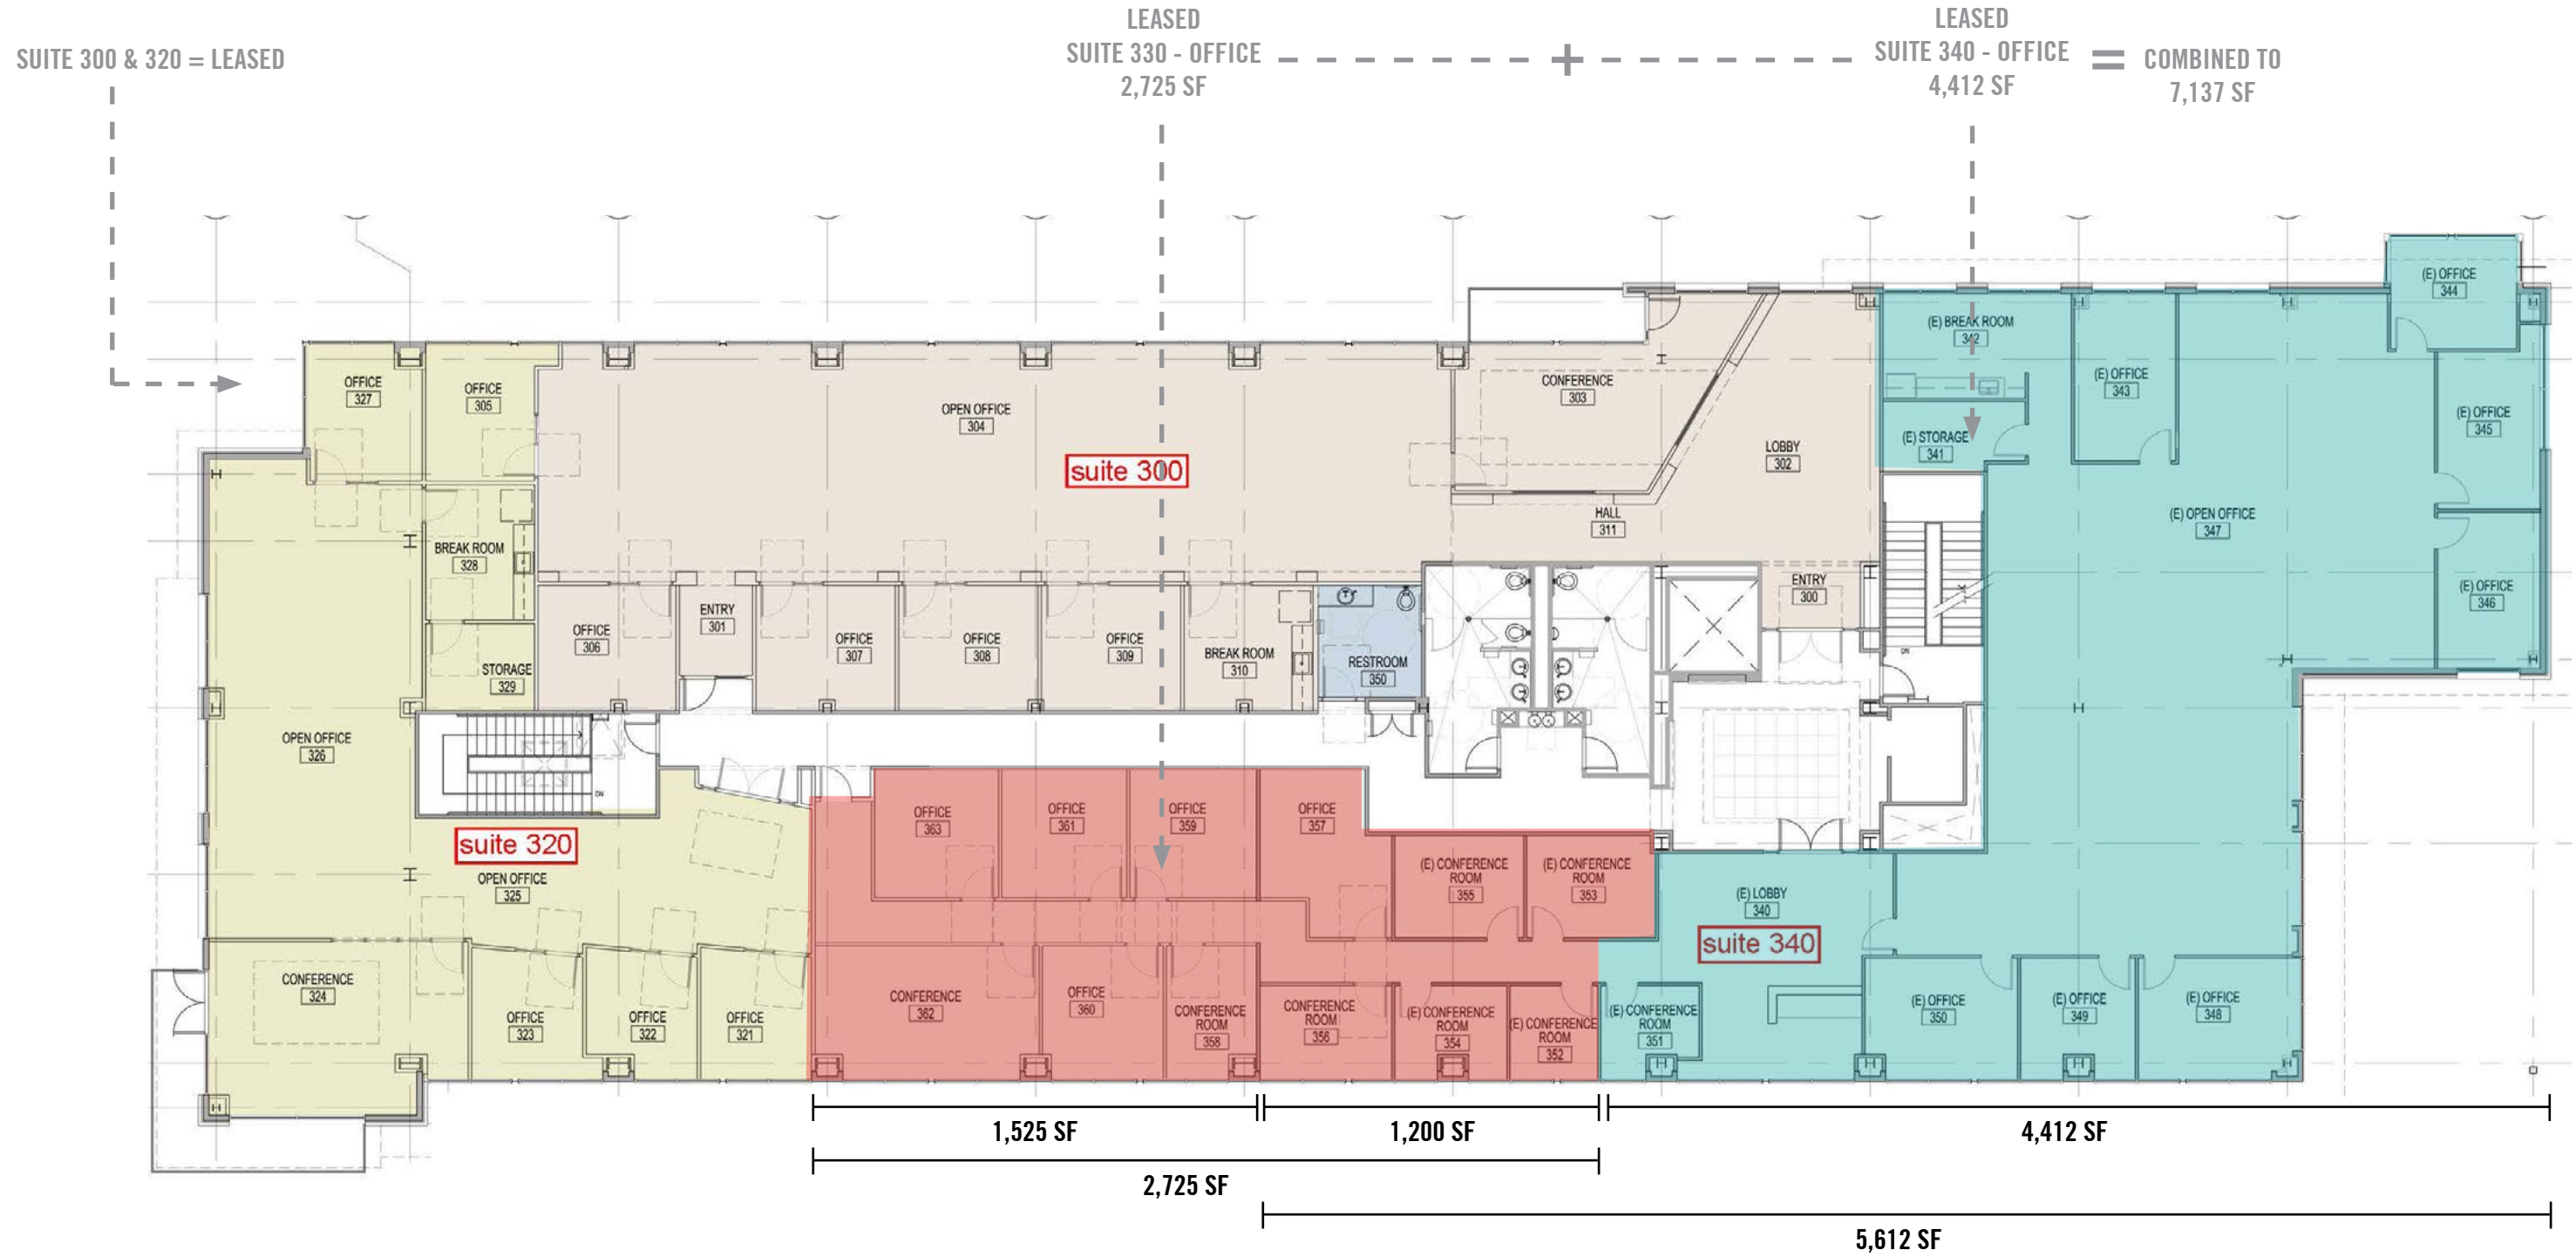 LEASED
SUITE 330 - OFFICE
2,725 SF
LEASED
SUITE 340 - OFFICE
4,412 SF
=
COMBINED TO
7,137 SF
+
SUITE 300 & 320 = LEASED
(E) OFFICE
344
(E) BREAK ROOM
342
(E) OFFICE
343
OFFICE
327
OFFICE
305
OPEN OFFICE
304
CONFERENCE
303
(E) OFFICE
345
(E) STORAGE
341
LOBBY
302
suite 300
HALL
311
(E) OPEN OFFICE
347
BREAK ROOM
328
ENTRY
300
(E) OFFICE
346
ENTRY
301
OFFICE
306
OFFICE
307
OFFICE
308
OFFICE
309
BREAK ROOM
310
RESTROOM
350
STORAGE
329
DN
OPEN OFFICE
326
DN
suite 320
OPEN OFFICE
325
OFFICE
363
OFFICE
361
OFFICE
359
OFFICE
357
(E) CONFERENCE
ROOM
355
(E) CONFERENCE
ROOM
353
(E) LOBBY
340
suite 340
CONFERENCE
324
OFFICE
323
OFFICE
322
OFFICE
321
CONFERENCE
362
OFFICE
360
CONFERENCE
ROOM
358
CONFERENCE
ROOM
356
(E) CONFERENCE
ROOM
354
(E) CONFERENCE
ROOM
352
(E) CONFERENCE
ROOM
351
(E) OFFICE
350
(E) OFFICE
349
(E) OFFICE
348
1,525 SF
1,200 SF
4,412 SF
2,725 SF
5,612 SF